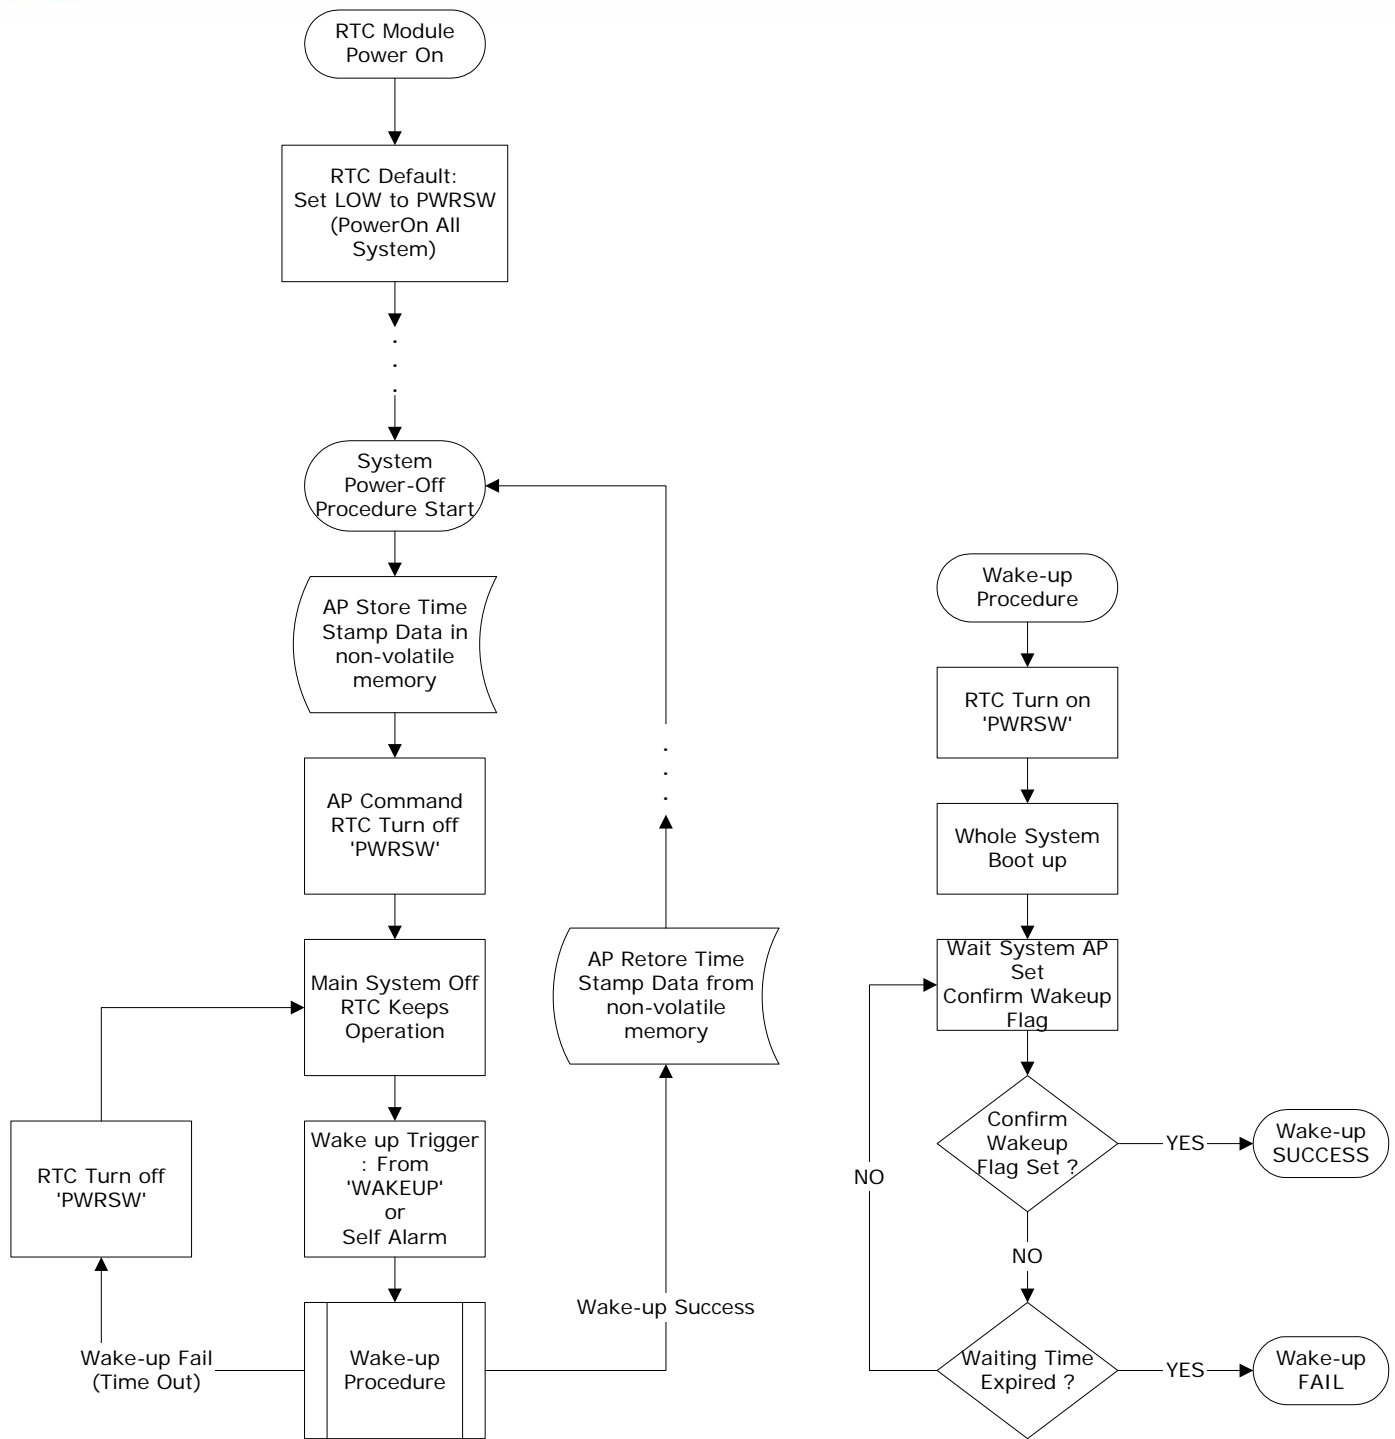 RTC Module
Power On
RTC Default:
Set LOW to PWRSW
(PowerOn All
System)
.
.
.
System
Power-Off
Procedure Start
AP Store Time
Stamp Data in
non-volatile
memory
AP Command
RTC Turn off
'PWRSW'
Main System Off
RTC Keeps
Operation
Wake up Trigger
: From
'WAKEUP'
or
Self Alarm
Wake-up
Procedure
Wake-up Fail
(Time Out)
RTC Turn off
'PWRSW'
Wake-up Success
AP Retore Time
Stamp Data from
non-volatile
memory
.
.
.
Wake-up
Procedure
RTC Turn on
'PWRSW'
Whole System
Boot up
Wait System AP
Set
Confirm Wakeup
Flag
Confirm
Wakeup
Flag Set ?
YES
Wake-up
SUCCESS
NO
NO
Waiting Time
Expired ?
YES
Wake-up
FAIL